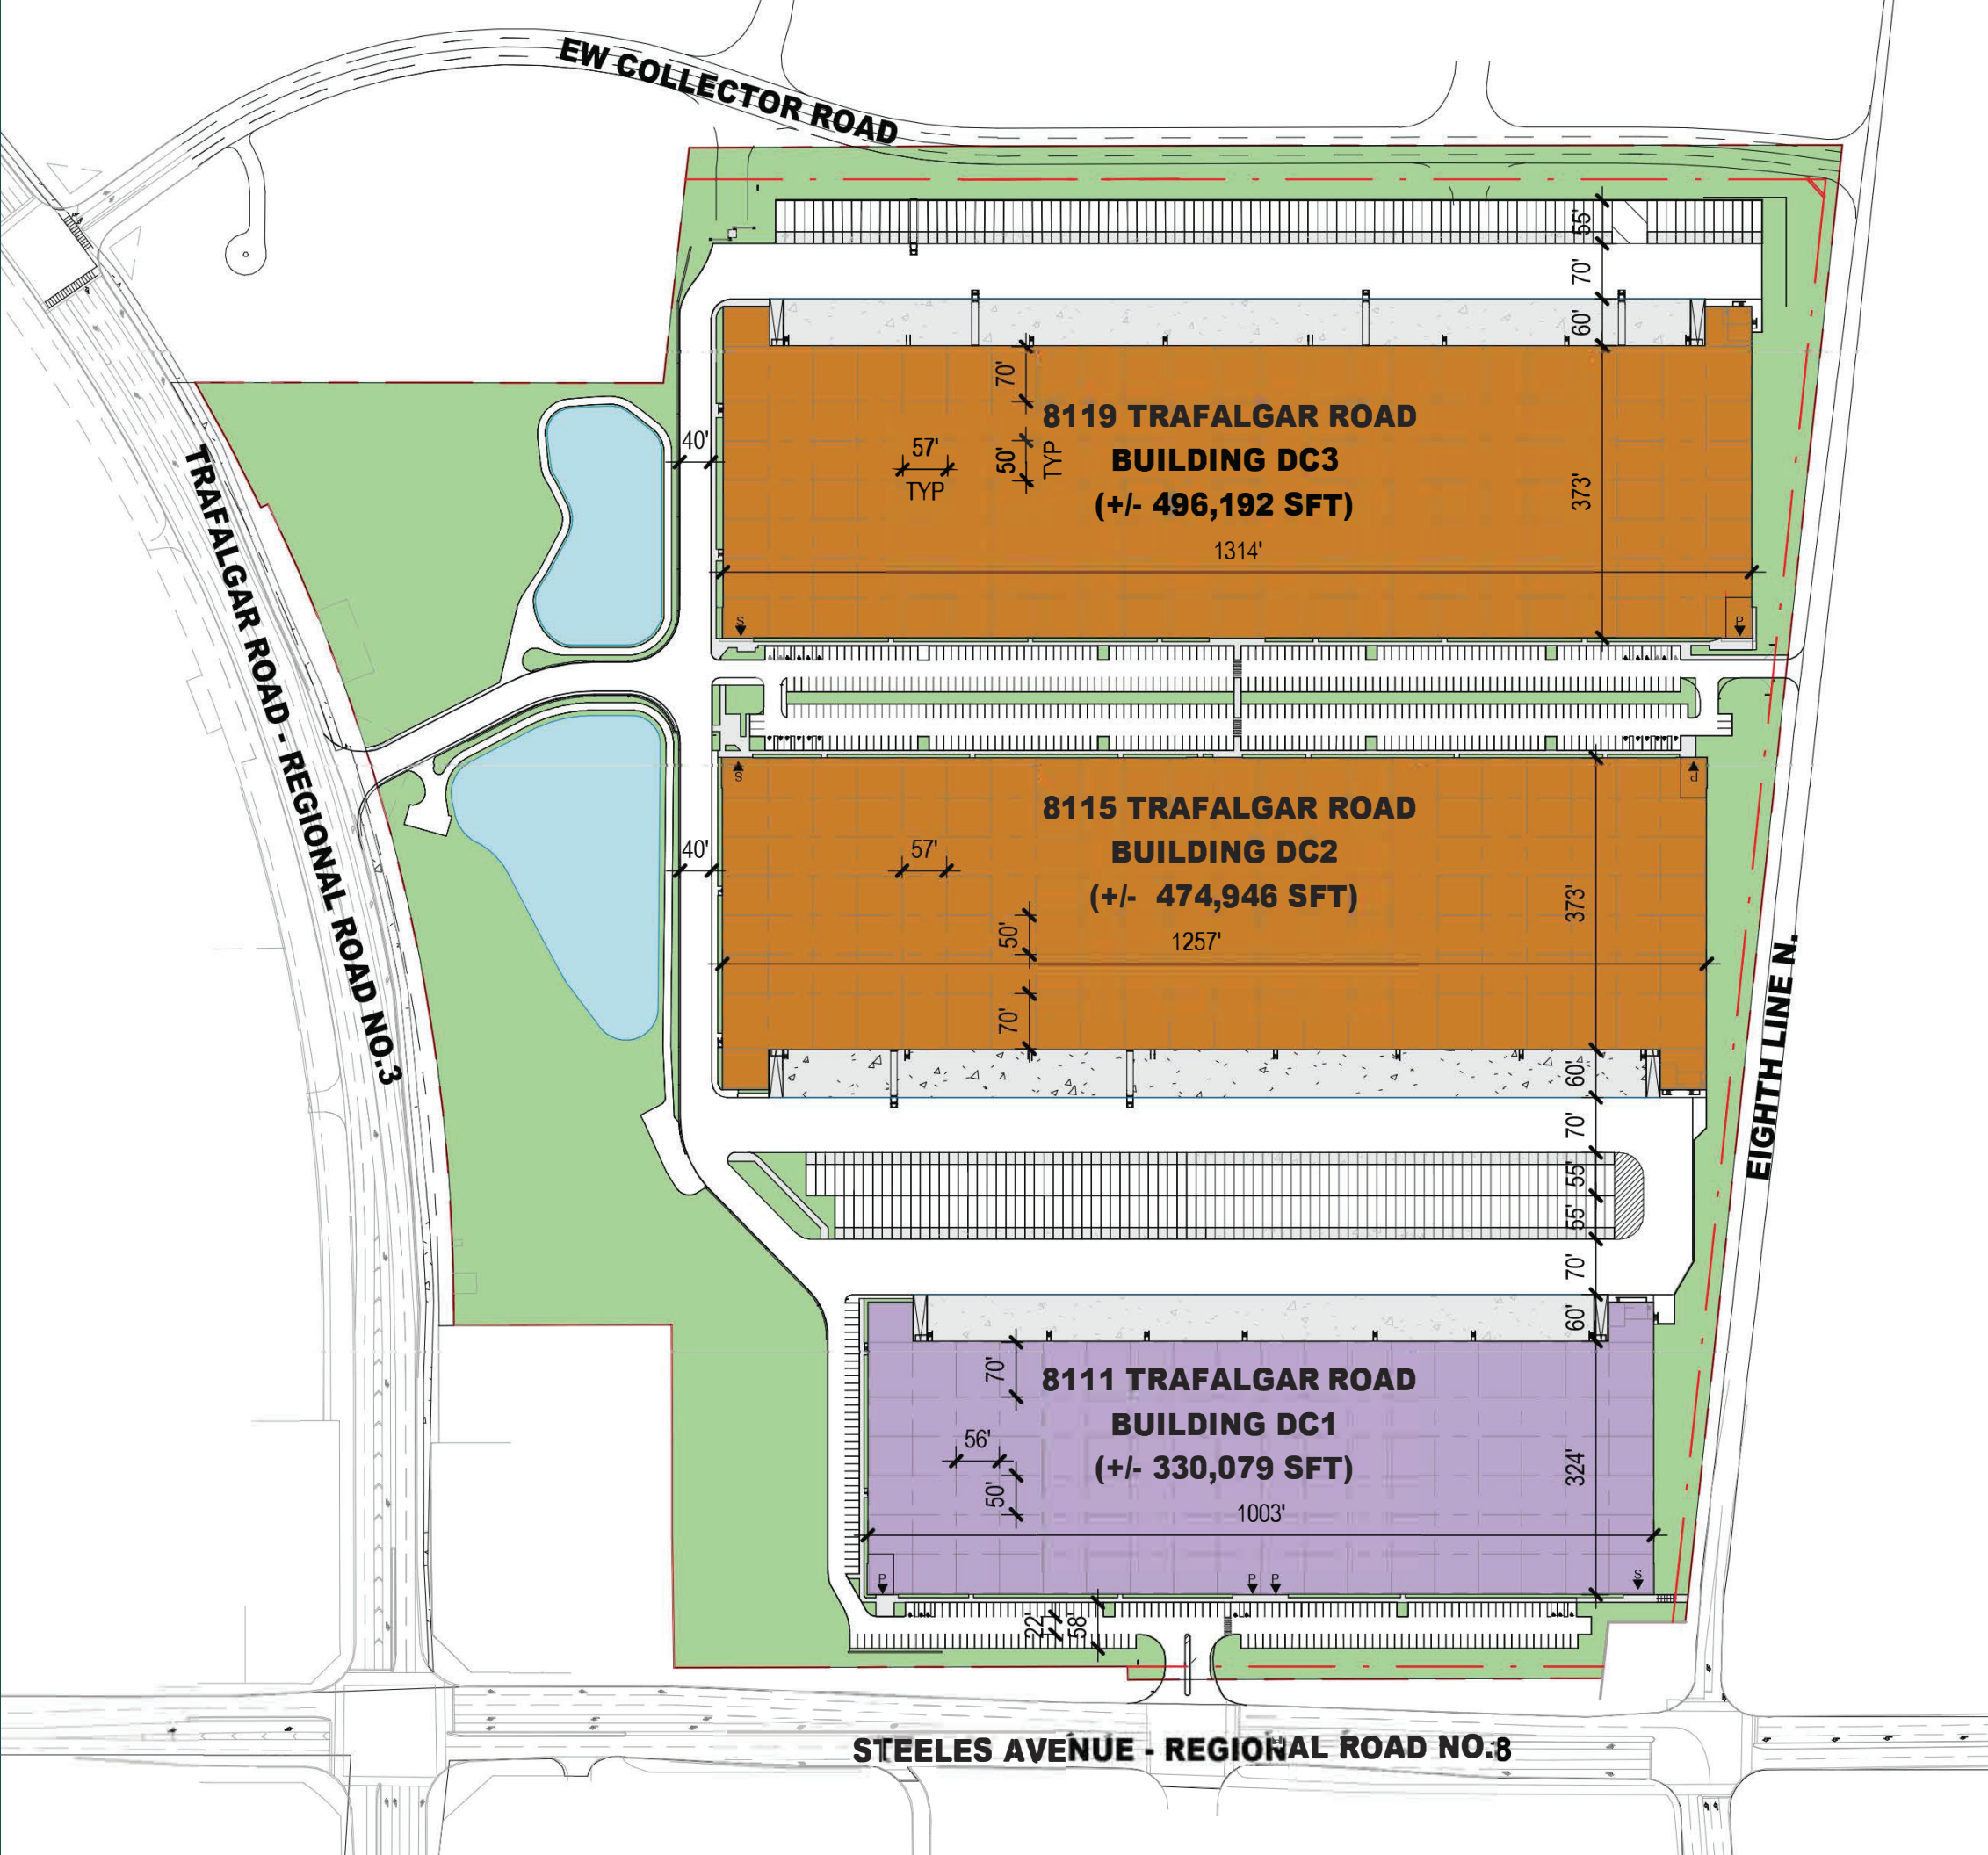 EW COLLECTOR ROAD
55'
70'
60'
70'
40'
8119 TRAFALGAR ROAD
BUILDING DC3
(+/- 496,192 SFT)
57'
TYP
50'
TYP
373'
1314'
S
P
TRAFALGAR ROAD - REGIONAL ROAD NO.3
S
P
8115 TRAFALGAR ROAD
BUILDING DC2
(+/- 474,946 SFT)
40'
57'
50'
373'
1257'
70'
60'
70'
55'
55'
70'
60'
EIGHTH LINE N.
70'
8111 TRAFALGAR ROAD
BUILDING DC1
(+/- 330,079 SFT)
56'
50'
324'
1003'
P
P
P
S
22'
58'
STEELES AVENUE - REGIONAL ROAD NO.8